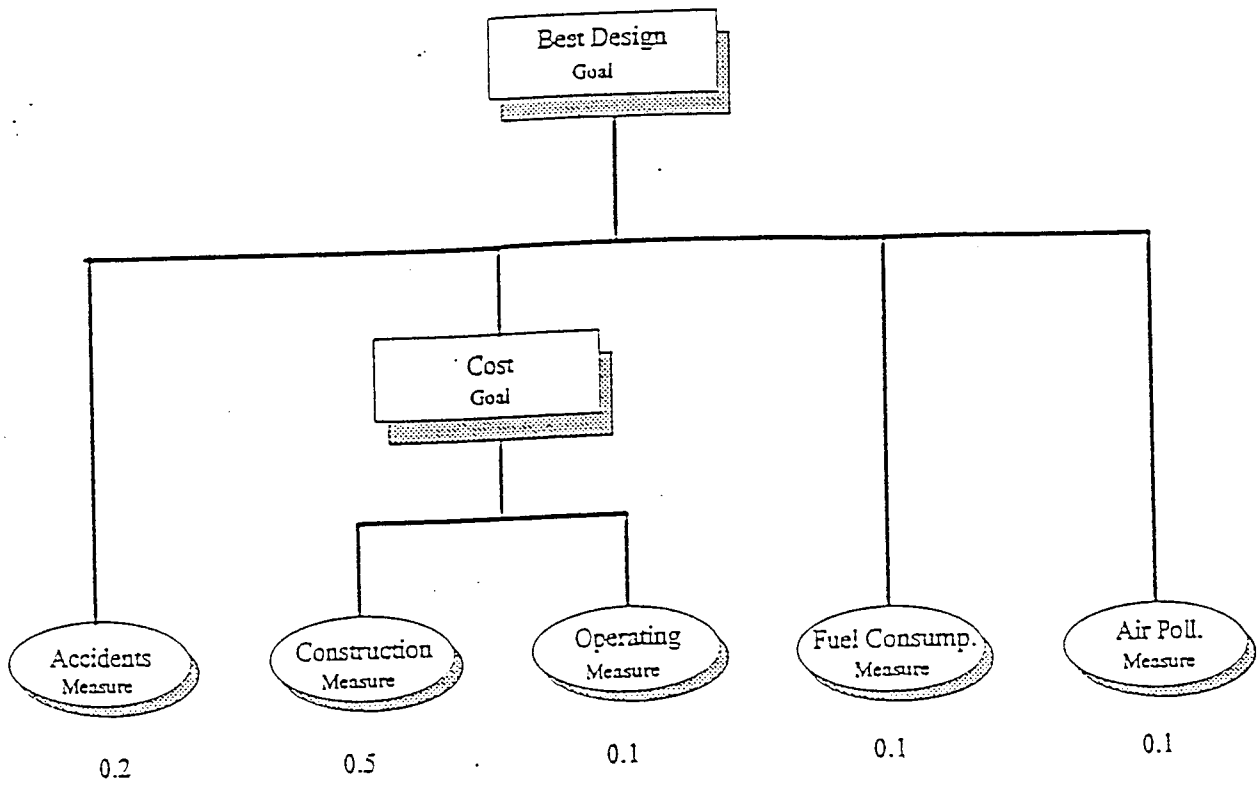 Best Design
Goal
Cost
Goal
Accidents
Measure
Construction
Measure
Operating
Measure
Fuel Consump.
Measure
Air Poll.
Measure
0.2
0.5
0.1
0.1
0.1